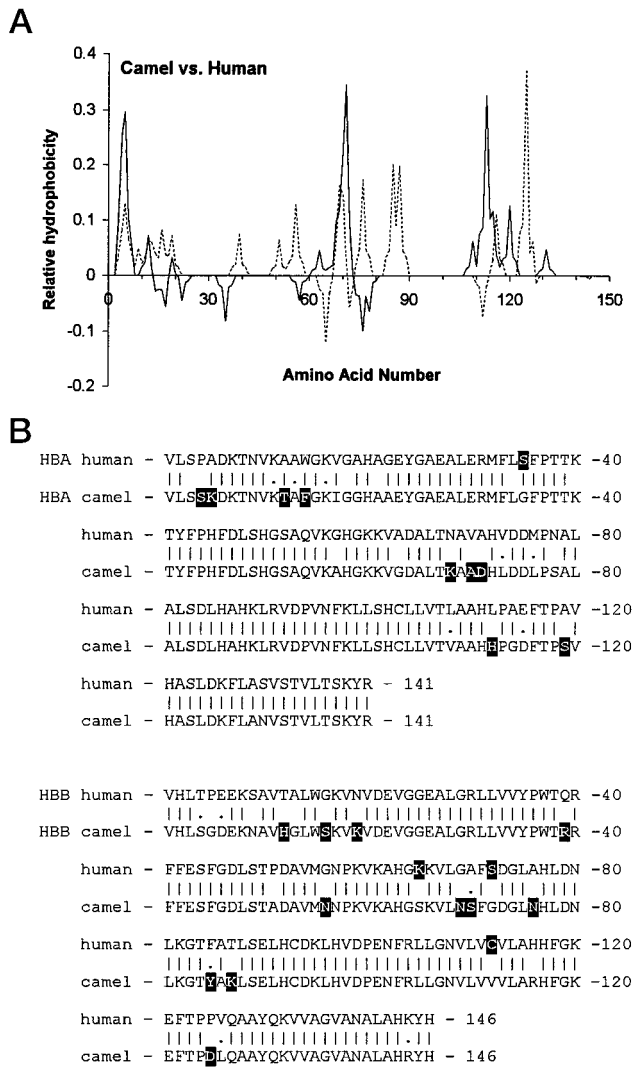 A
Camel vs. Human
Relative hydrophobicity
0.4
0.3
0.2
0.1
0
-0.1
-0.2
0 30 60 90 120 150
Amino Acid Number
B
HBA human - VLSPADKTNVKAAWGKVGAHAGEYGAEALERMFLSFPTTK -40
HBA camel - VLSSKDKTNVKTAFGKIGGHAAEYGAEALERMFLGFPTTK -40
human - TYFPHFDLSHGSAQVKGHGKKVADALTNAVAHVDDMPNAL -80
camel - TYFPHFDLSHGSAQVKAHGKKVGDALTKAADHLDDLPSAL -80
human - ALSDLHAHKLRVDPVNFKLLSHCLLVTLAAHLPAEFTPAV -120
camel - ALSDLHAHKLRVDPVNFKLLSHCLLVTVAAHHPGDFTPSV -120
human - HASLDKFLASVSTVLTSKYR - 141
camel - HASLDKFLANVSTVLTSKYR - 141
HBB human - VHLTPEEKSAVTALWGKVNVDEVGGEALGRLLVVYPWTQR -40
HBB camel - VHLSGDEKNAVHGLWSKVKVDEVGGEALGRLLVVYPWTRR -40
human - FFESFGDLSTPDAVMGNPKVKAHGKKVLGAFSDGLAHLDN -80
camel - FFESFGDLSTADAVMNNPKVKAHGSKVLNSFGDGLNHLDN -80
human - LKGTFATLSELHCDKLHVDPENFRLLGNVLVCVLAHHFGK -120
camel - LKGTYAKLSELHCDKLHVDPENFRLLGNVLVVVLARHFGK -120
human - EFTPPVQAAYQKVVAGVANALAHKYH - 146
camel - EFTPDLQAAYQKVVAGVANALAHRYH - 146